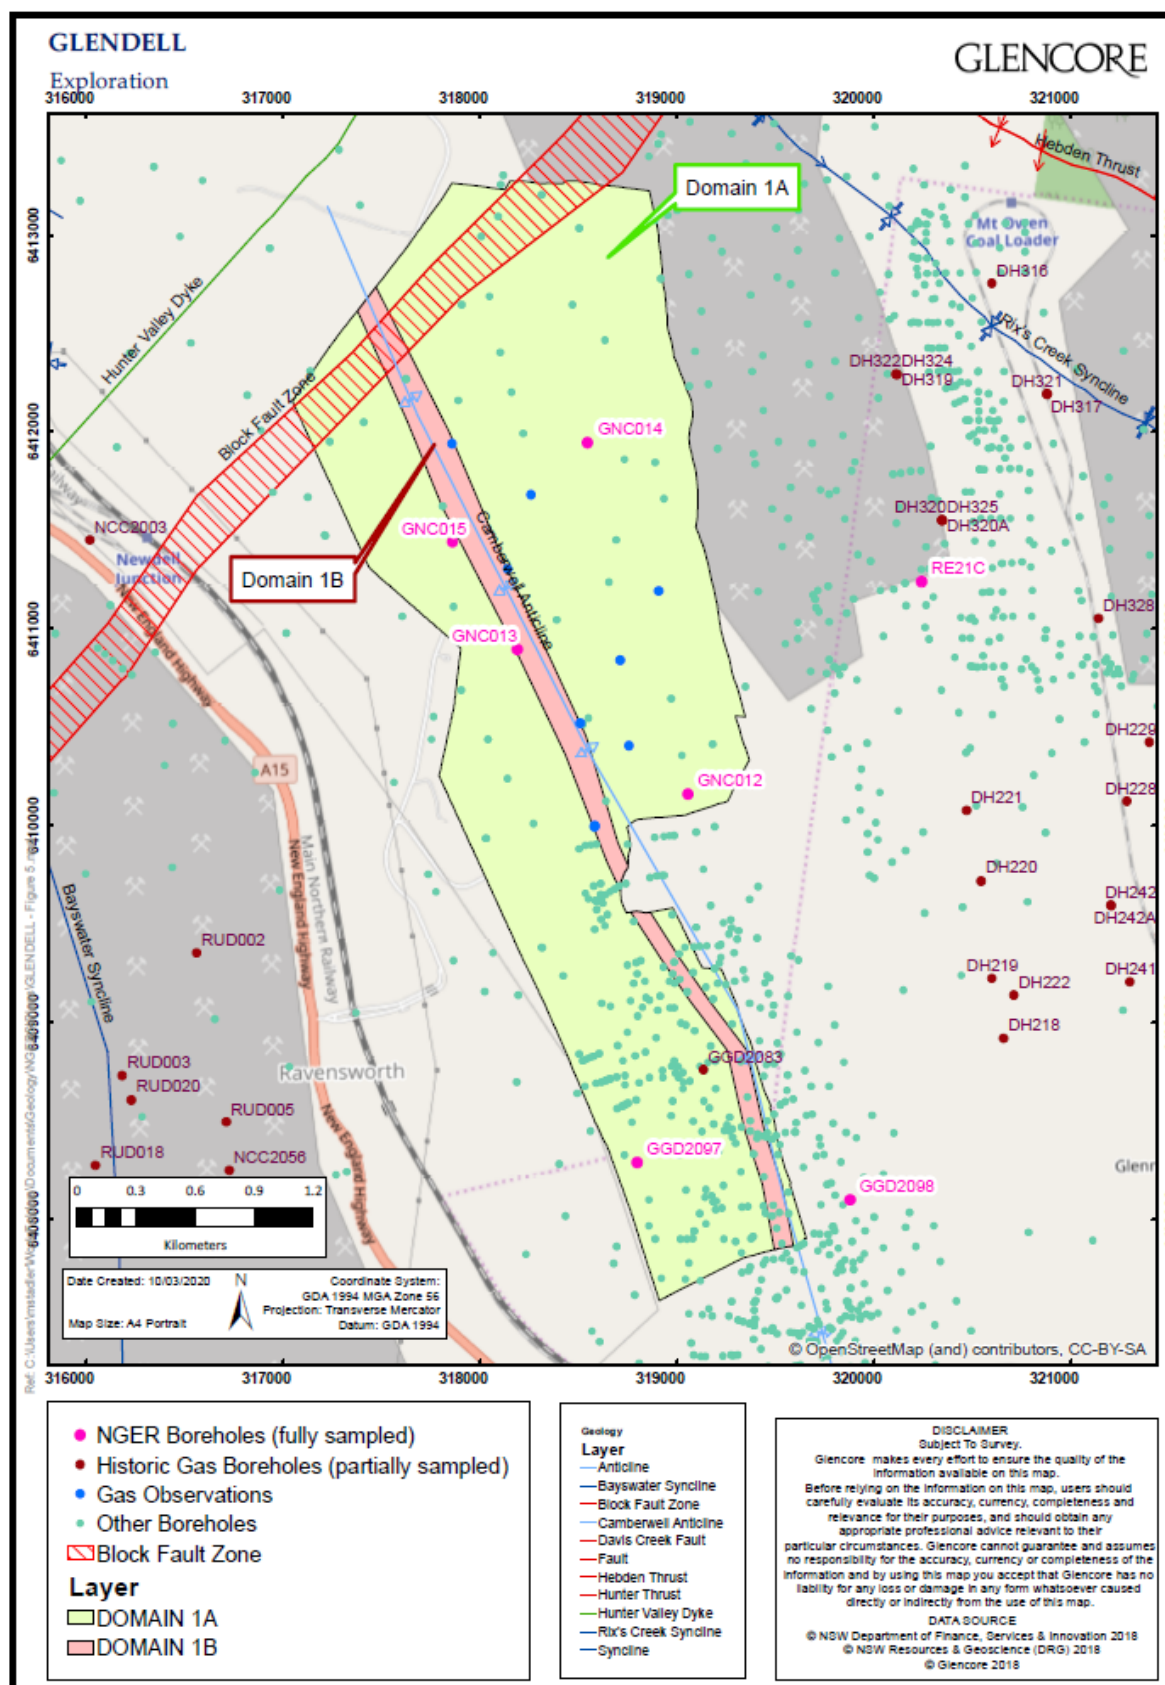 GLENDELL
Exploration
GLENCORE
316000 317000 318000 319000 320000 321000
Hebden Thrust
Domain 1A
6413000
Mt Owen
Coal Loader
DH316
Hunter Valley Dyke
Rix's Creek Syncline
DH322DH324
DH319
DH321
DH317
Block Fault Zone
6412000
GNC014
Camberwell Anticline
DH320DH325
DH320A
GNC015
NCC2003
Railway
Newdell
Junction
Domain 1B
RE21C
DH328
6411000
GNC013
New England Highway
DH229
A15
GNC012
DH228
DH221
6410000
Main Northern Railway
New England Highway
DH220
Bayswater Syncline
DH242
DH242A
RUD002
DH219
DH241
DH222
6409000
DH218
GGD2083
Ravensworth
RUD003
RUD020
RUD005
New England Highway
RUD018
NCC2056
GGD2097
Glenn
GGD2098
6408000
0 0.3 0.6 0.9 1.2
Kilometers
Date Created: 10/03/2020
Map Size: A4 Portrait
N
Coordinate System:
GDA 1994 MGA Zone 56
Projection: Transverse Mercator
Datum: GDA 1994
© OpenStreetMap (and) contributors, CC-BY-SA
316000 317000 318000 319000 320000 321000
NGER Boreholes (fully sampled)
Historic Gas Boreholes (partially sampled)
Gas Observations
Other Boreholes
Block Fault Zone
Layer
DOMAIN 1A
DOMAIN 1B
Geology
Layer
Anticline
Bayswater Syncline
Block Fault Zone
Camberwell Anticline
Davis Creek Fault
Fault
Hebden Thrust
Hunter Thrust
Hunter Valley Dyke
Rix's Creek Syncline
Syncline
DISCLAIMER
Subject To Survey.
Glencore makes every effort to ensure the quality of the
information available on this map.
Before relying on the information on this map, users should
carefully evaluate its accuracy, currency, completeness and
relevance for their purposes, and should obtain any
appropriate professional advice relevant to their
particular circumstances. Glencore cannot guarantee and assumes
no responsibility for the accuracy, currency or completeness of the
information and by using this map you accept that Glencore has no
liability for any loss or damage in any form whatsoever caused
directly or indirectly from the use of this map.
DATA SOURCE
© NSW Department of Finance, Services & Innovation 2018
© NSW Resources & Geoscience (DRG) 2018
© Glencore 2018